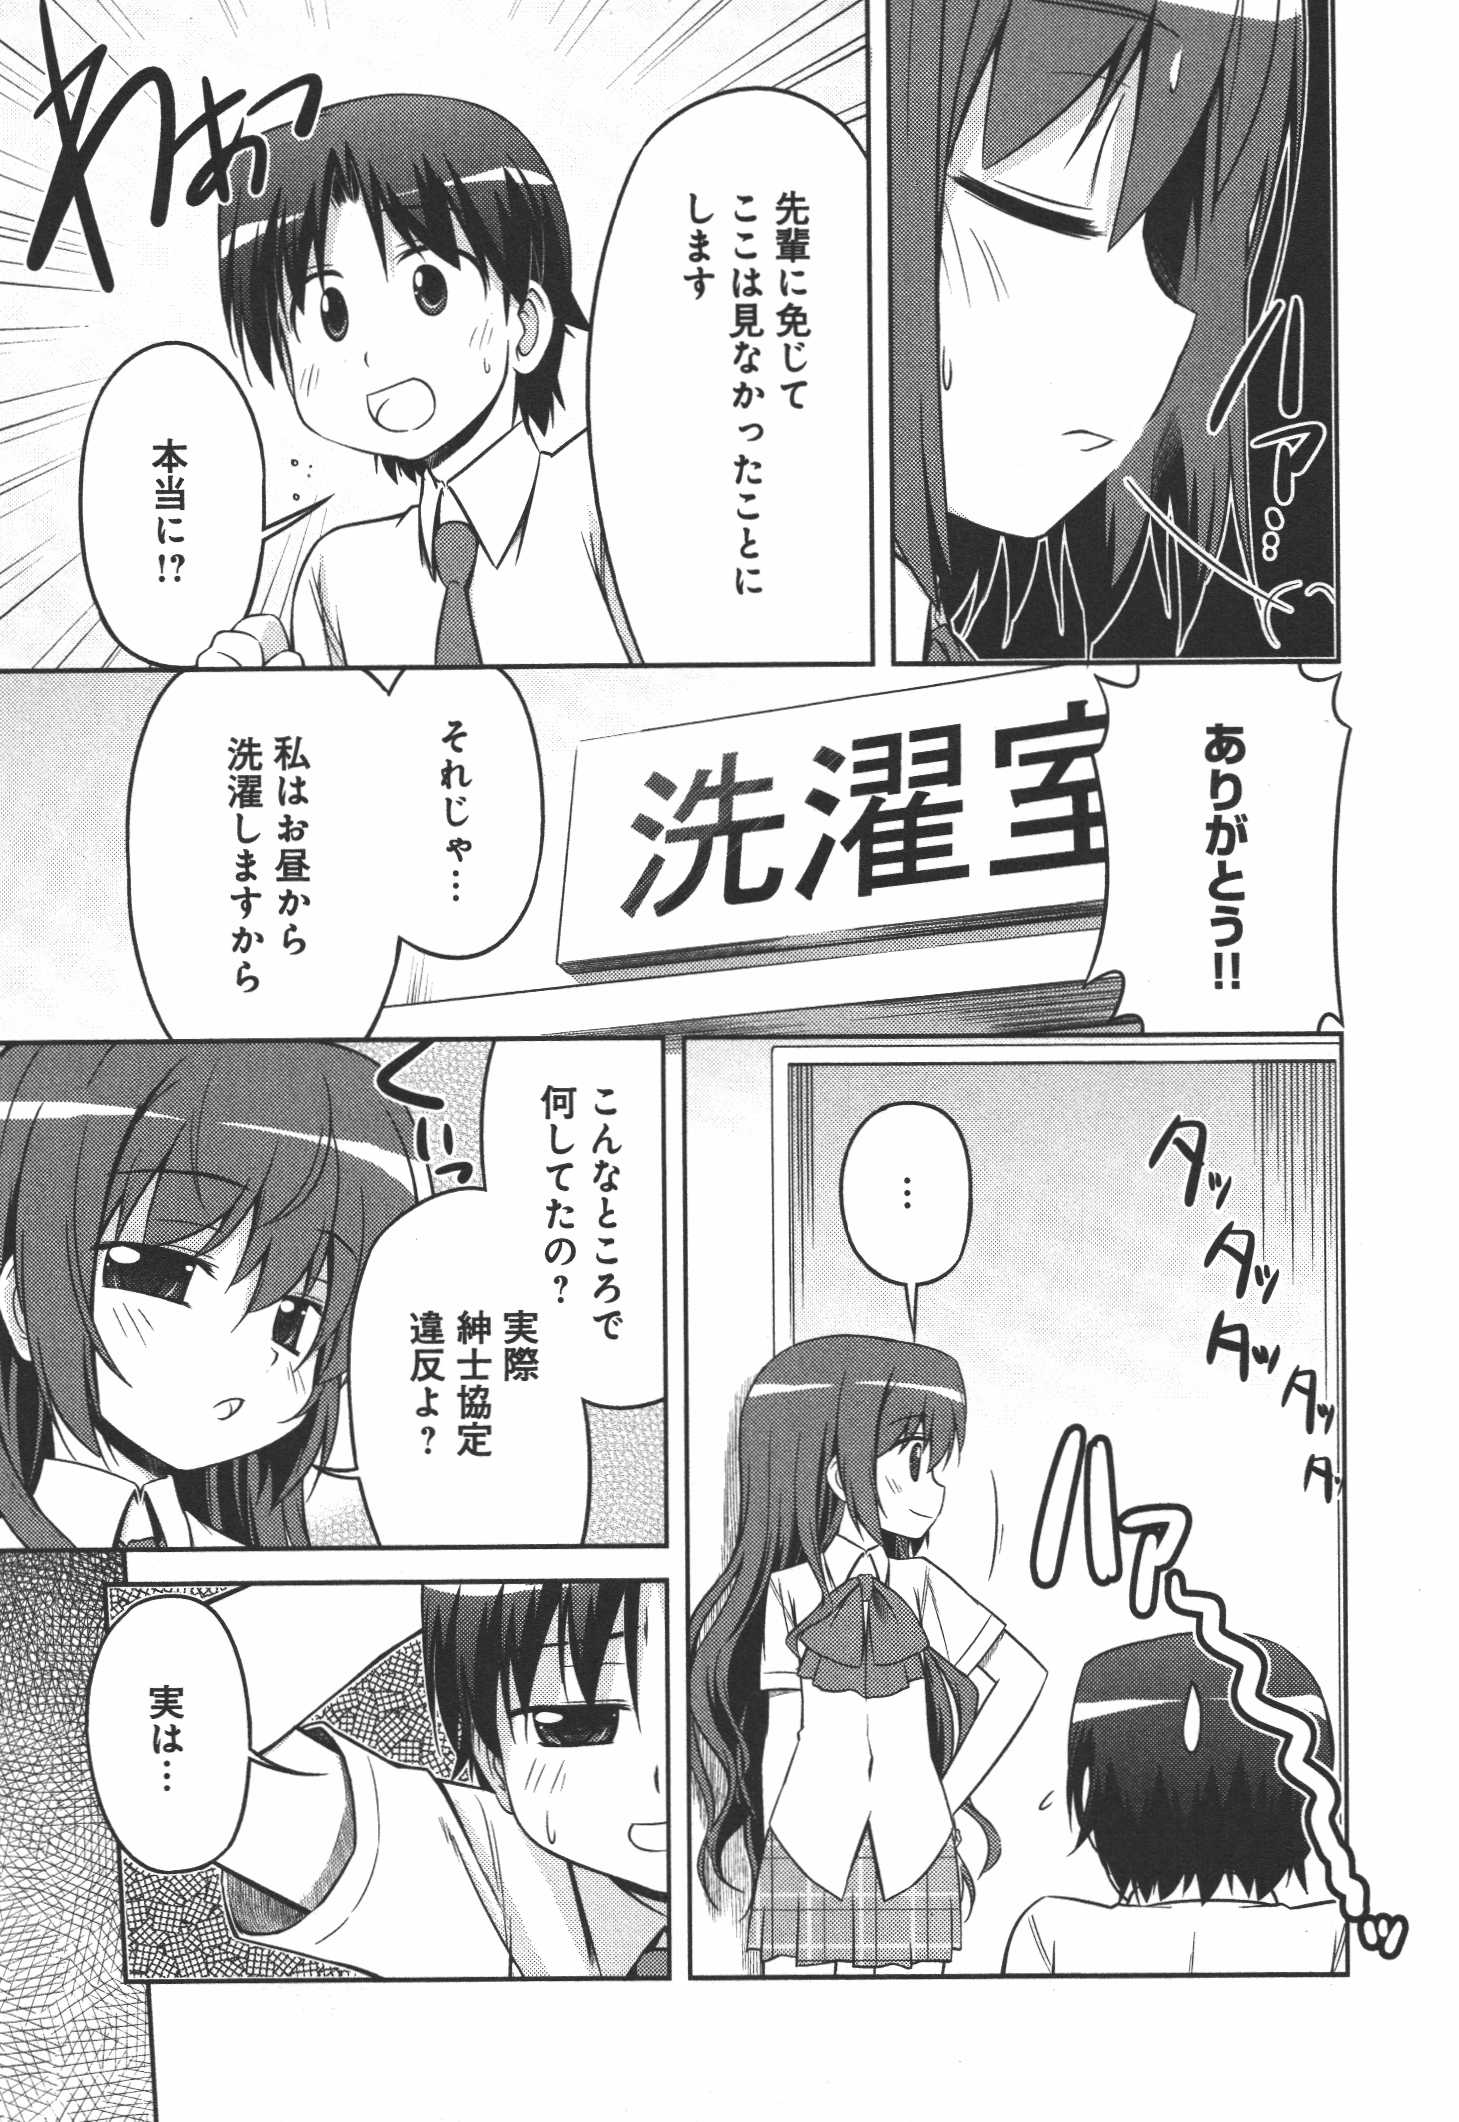 ハァ…
先輩に免じて
ここは見なかったことに
します
わぁっ
本当に!?
ありがとう!!
洗濯室
それじゃ…
私はお昼から
洗濯しますから
タッ
タッ
タッ
タッ
タッ
…
ハァ〜〜ッ
こんなところで
何してたの?
くいっ
実際
紳士協定
違反よ?
実は…